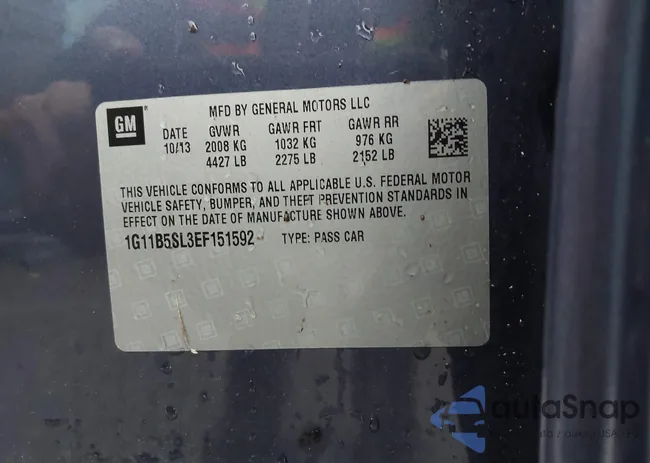 GM
MFD BY GENERAL MOTORS LLC
DATE GVWR GAWR FRT GAWR RR
10/13 2008 KG 1032 KG 976 KG
4427 LB 2275 LB 2152 LB
THIS VEHICLE CONFORMS TO ALL APPLICABLE U.S. FEDERAL MOTOR
VEHICLE SAFETY, BUMPER, AND THEFT PREVENTION STANDARDS IN
EFFECT ON THE DATE OF MANUFACTURE SHOWN ABOVE.
1G11B5SL3EF151592 TYPE: PASS CAR
aulaSnap